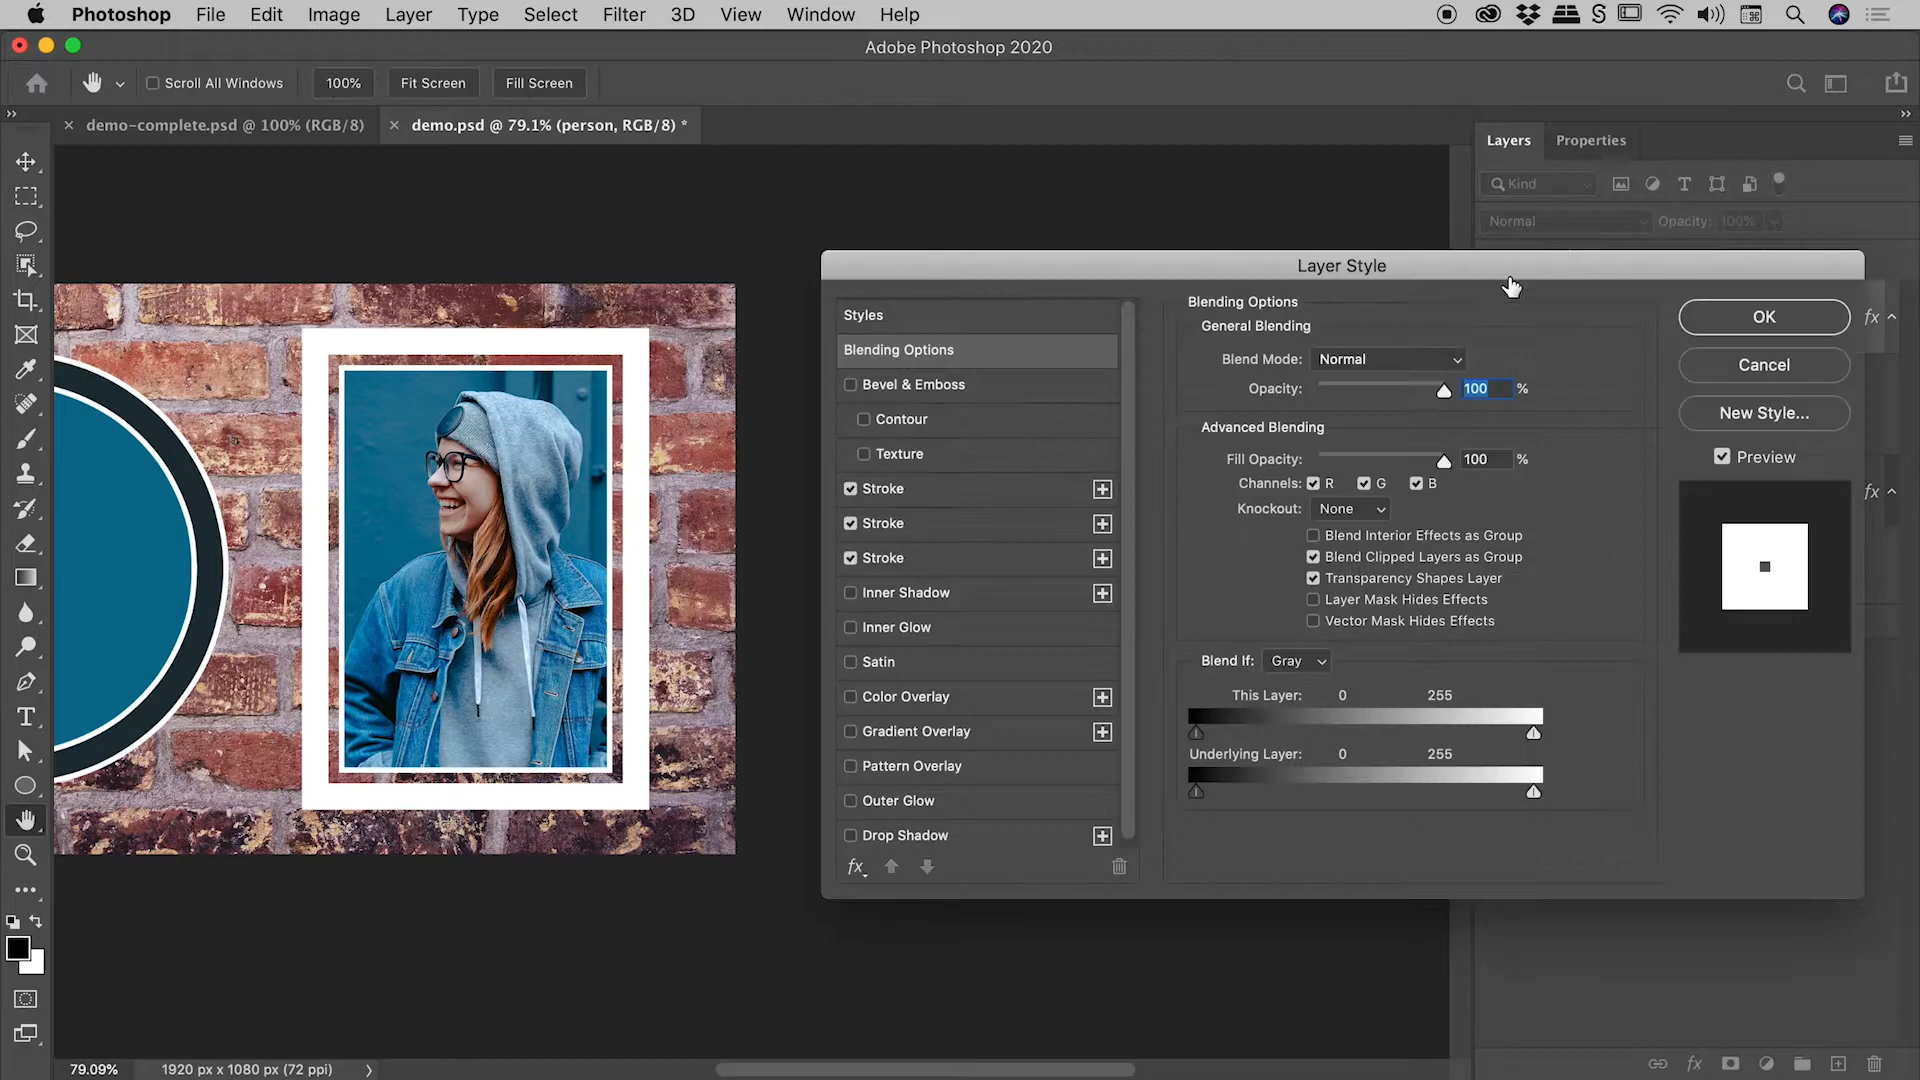 Photoshop File Edit Image Layer Type Select Filter 3D View Window Help
Adobe Photoshop 2020
Scroll All Windows 100% Fit Screen Fill Screen
demo-complete.psd @ 100% (RGB/8) demo.psd @ 79.1% (person, RGB/8) *
Layers Properties
Kind
Normal Opacity: 100%
Layer Style
Styles
Blending Options
Bevel & Emboss
Contour
Texture
Stroke
Stroke
Stroke
Inner Shadow
Inner Glow
Satin
Color Overlay
Gradient Overlay
Pattern Overlay
Outer Glow
Drop Shadow
fx
Blending Options
General Blending
Blend Mode: Normal
Opacity: 100 %
Advanced Blending
Fill Opacity: 100 %
Channels: R G B
Knockout: None
Blend Interior Effects as Group
Blend Clipped Layers as Group
Transparency Shapes Layer
Layer Mask Hides Effects
Vector Mask Hides Effects
Blend If: Gray
This Layer: 0 255
Underlying Layer: 0 255
OK
Cancel
New Style...
Preview
fx
fx
79.09% 1920 px x 1080 px (72 ppi)
fx